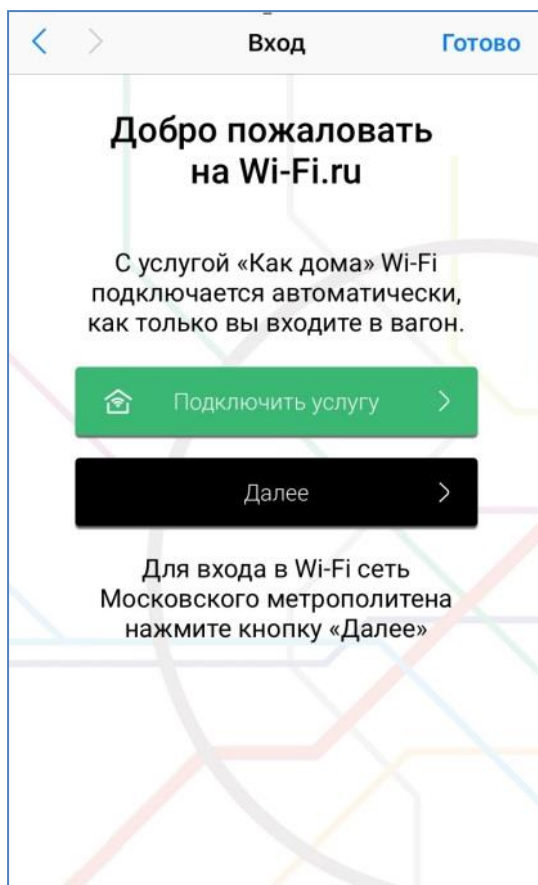 Вход
Готово
Добро пожаловать
на Wi-Fi.ru
С услугой «Как дома» Wi-Fi
подключается автоматически,
как только вы входите в вагон.
Подключить услугу
Далее
Для входа в Wi-Fi сеть
Московского метрополитена
нажмите кнопку «Далее»